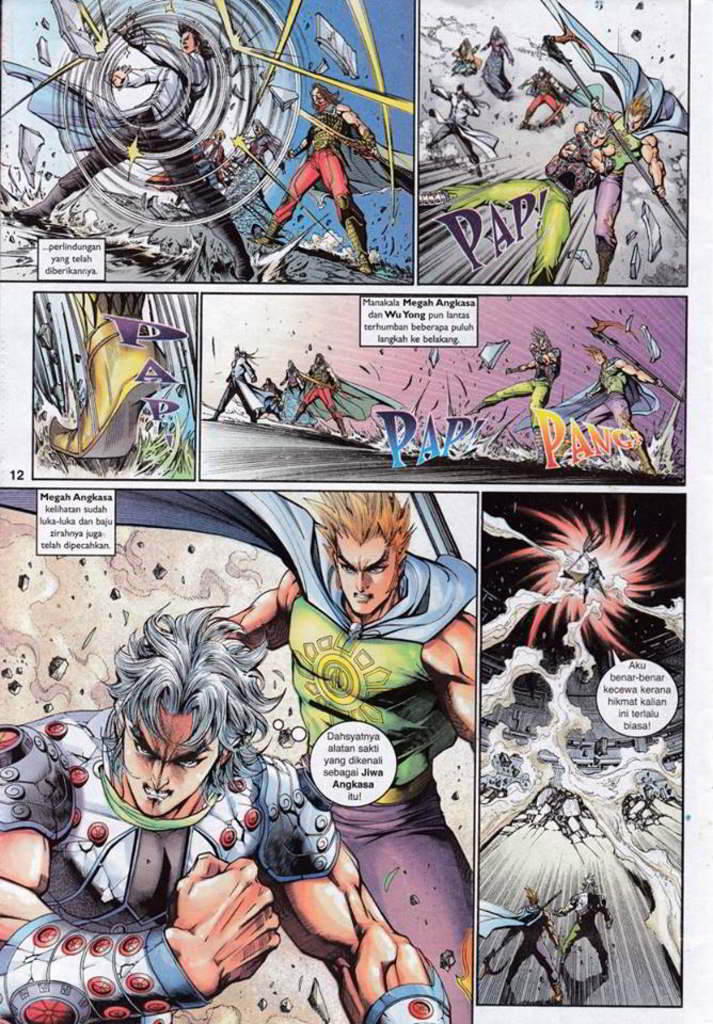 ...perlindungan
yang telah
diberikannya.
PAP!
PAP!
Manakala Megah Angkasa
dan Wu Yong pun lantas
terhumban beberapa puluh
langkah ke belakang.
PAP!
PANG!
12
Megah Angkasa
kelihatan sudah
luka-luka dan baju
zirahnya juga
telah dipecahkan.
Dahsyatnya
alatan sakti
yang dikenali
sebagai Jiwa
Angkasa
itu!
Aku
benar-benar
kecewa kerana
hikmat kalian
ini terlalu
biasa!